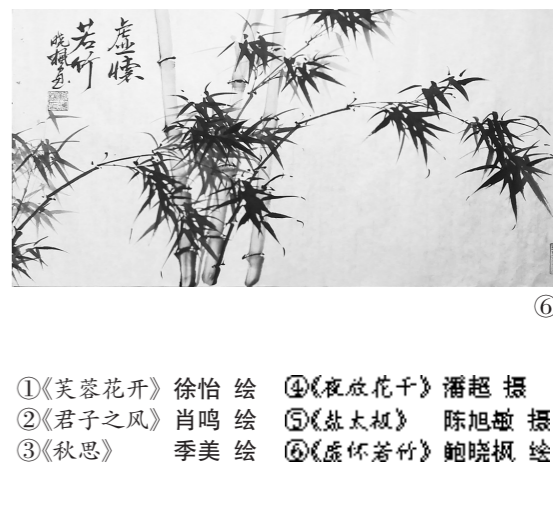 虚怀
若竹
晓枫画
⑥
①《芙蓉花开》徐怡 绘
②《君子之风》肖鸣 绘
③《秋思》 季美 绘
④《夜放花千》潘超 摄
⑤《盐太极》 陈旭敏 摄
⑥《虚怀若竹》鲍晓枫 绘